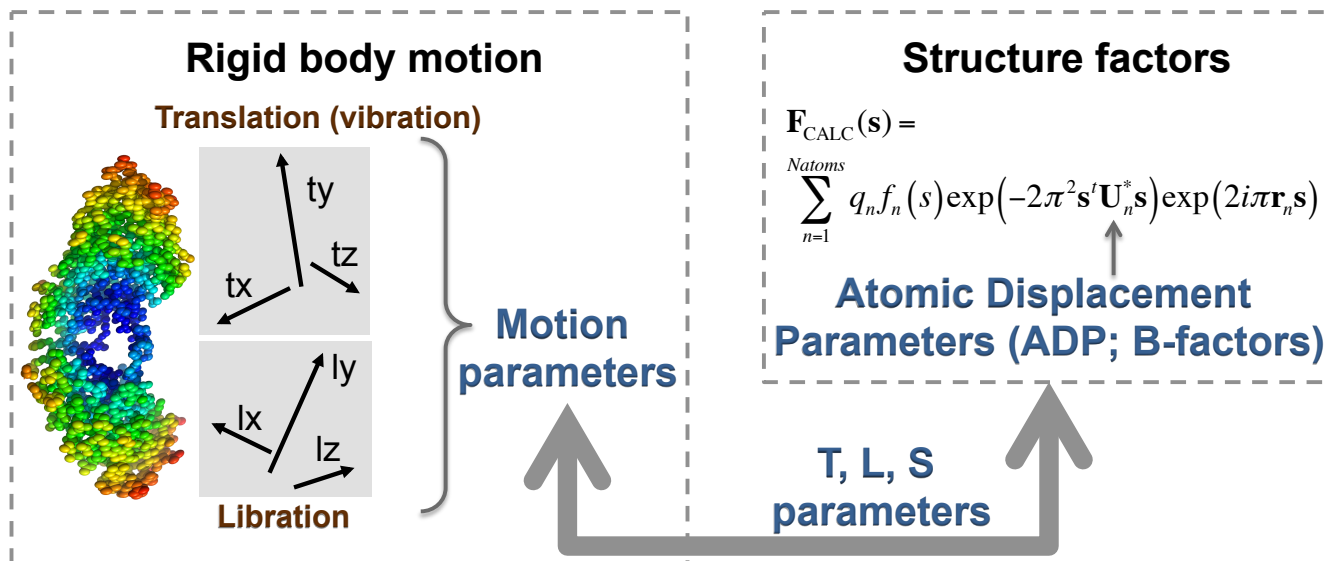 Rigid body motion
Translation (vibration)
ty
tz
tx
ly
lx
lz
Libration
Motion
parameters
Structure factors
F_CALC(s) =
∑_{n=1}^{Natoms} q_n f_n(s) exp(−2π²s^t U_n^* s) exp(2iπr_n s)
Atomic Displacement
Parameters (ADP; B-factors)
T, L, S
parameters